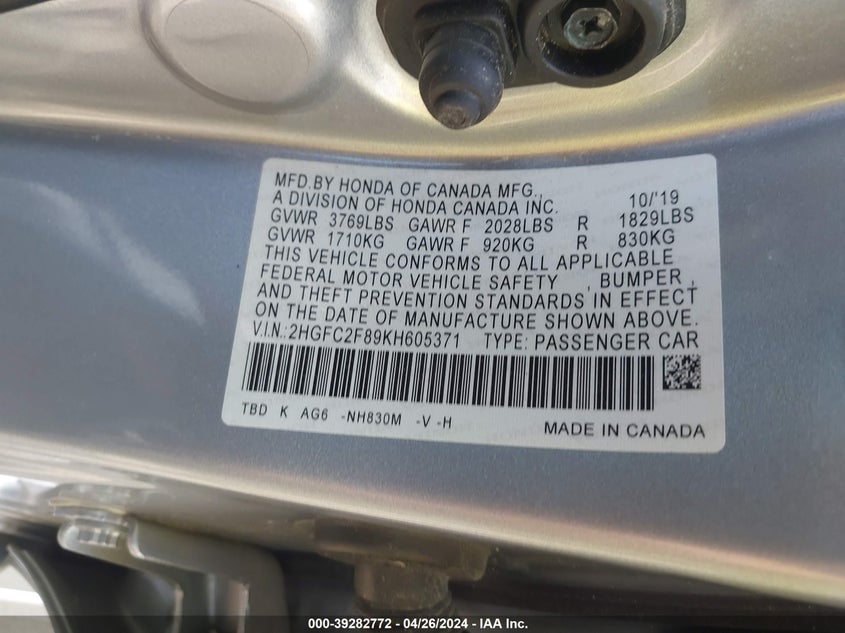 MFD.BY HONDA OF CANADA MFG.,
A DIVISION OF HONDA CANADA INC. 10/'19
GVWR 3769LBS GAWR F 2028LBS R 1829LBS
GVWR 1710KG GAWR F 920KG R 830KG
THIS VEHICLE CONFORMS TO ALL APPLICABLE
FEDERAL MOTOR VEHICLE SAFETY , BUMPER,
AND THEFT PREVENTION STANDARDS IN EFFECT
ON THE DATE OF MANUFACTURE SHOWN ABOVE.
V.I.N.:2HGFC2F89KH605371 TYPE: PASSENGER CAR
TBD K AG6 -NH830M -V -H
MADE IN CANADA
000-39282772 - 04/26/2024 - IAA Inc.